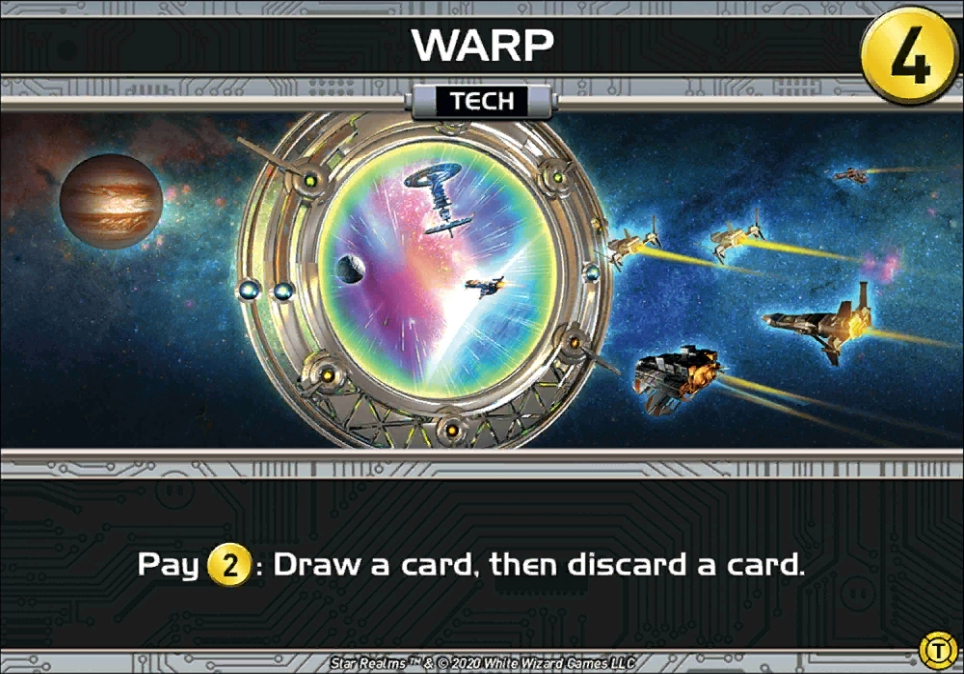 WARP
4
TECH
Pay 2: Draw a card, then discard a card.
T
Star Realms™ & © 2020 White Wizard Games LLC